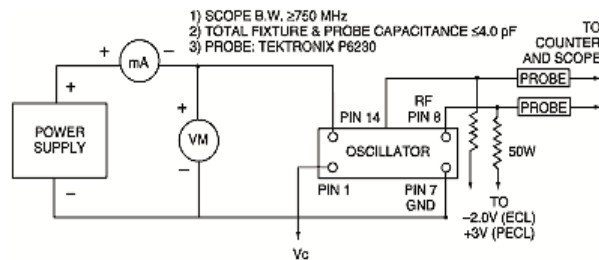 1) SCOPE B.W. ≥750 MHz
2) TOTAL FIXTURE & PROBE CAPACITANCE ≤4.0 pF
3) PROBE: TEKTRONIX P6230
TO
COUNTER
AND SCOPE
+ mA −
PROBE
+
+
RF
PROBE
PIN 14
PIN 8
POWER
SUPPLY
VM
OSCILLATOR
50W
−
−
PIN 1
PIN 7
GND
TO
−2.0V (ECL)
+3V (PECL)
Vc